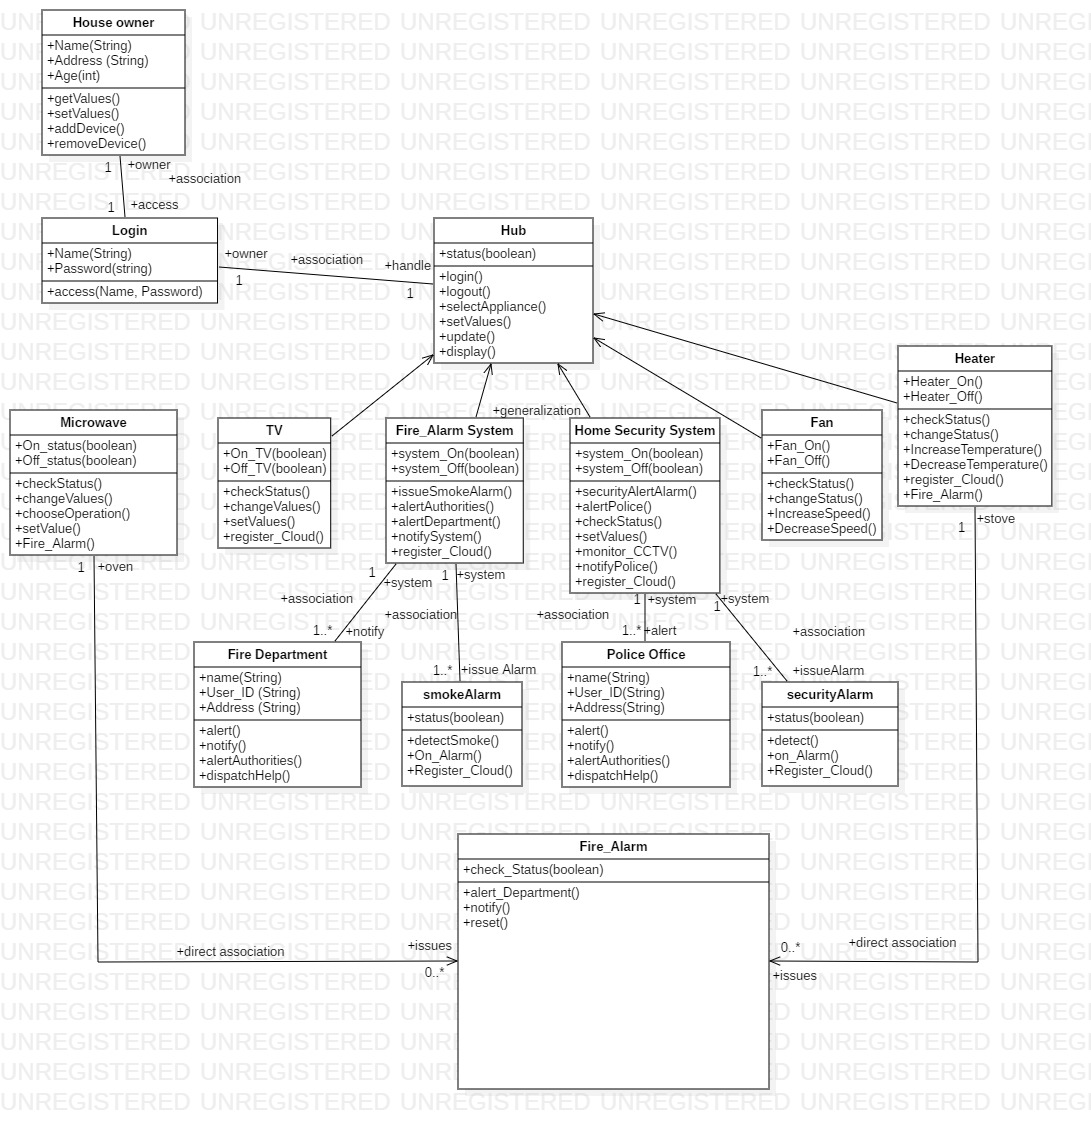 House owner
+Name(String)
+Address (String)
+Age(int)
+getValues()
+setValues()
+addDevice()
+removeDevice()
1
+owner
+association
1
+access
Login
+Name(String)
+Password(string)
+access(Name, Password)
+owner
1
+association
+handle
1
Hub
+status(boolean)
+login()
+logout()
+selectAppliance()
+setValues()
+update()
+display()
+generalization
Heater
+Heater_On()
+Heater_Off()
+checkStatus()
+changeStatus()
+IncreaseTemperature()
+DecreaseTemperature()
+register_Cloud()
+Fire_Alarm()
1
+stove
Microwave
+On_status(boolean)
+Off_status(boolean)
+checkStatus()
+changeValues()
+chooseOperation()
+setValue()
+Fire_Alarm()
1
+oven
TV
+On_TV(boolean)
+Off_TV(boolean)
+checkStatus()
+changeValues()
+setValues()
+register_Cloud()
Fire_Alarm System
+system_On(boolean)
+system_Off(boolean)
+issueSmokeAlarm()
+alertAuthorities()
+alertDepartment()
+notifySystem()
+register_Cloud()
Home Security System
+system_On(boolean)
+system_Off(boolean)
+securityAlertAlarm()
+alertPolice()
+checkStatus()
+setValues()
+monitor_CCTV()
+notifyPolice()
+register_Cloud()
Fan
+Fan_On()
+Fan_Off()
+checkStatus()
+changeStatus()
+IncreaseSpeed()
+DecreaseSpeed()
1
+system
+association
1..*
+notify
1
+system
+association
1..*
+issue Alarm
1
+system
+association
1..*
+alert
1
+system
+association
1..*
+issueAlarm
Fire Department
+name(String)
+User_ID (String)
+Address (String)
+alert()
+notify()
+alertAuthorities()
+dispatchHelp()
smokeAlarm
+status(boolean)
+detectSmoke()
+On_Alarm()
+Register_Cloud()
Police Office
+name(String)
+User_ID(String)
+Address(String)
+alert()
+notify()
+alertAuthorities()
+dispatchHelp()
securityAlarm
+status(boolean)
+detect()
+on_Alarm()
+Register_Cloud()
Fire_Alarm
+check_Status(boolean)
+alert_Department()
+notify()
+reset()
+direct association
+issues
0..*
0..*
+direct association
+issues
UNREGISTERED